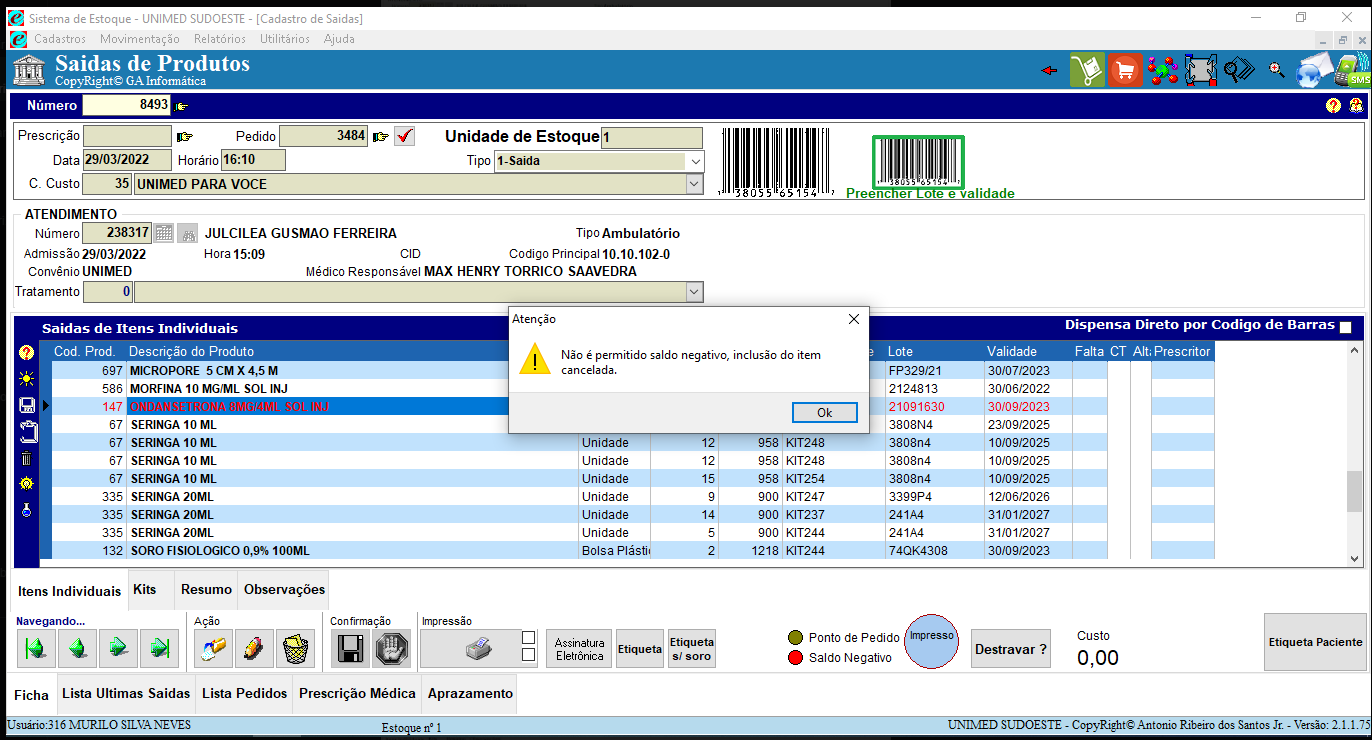 Sistema de Estoque - UNIMED SUDOESTE - [Cadastro de Saidas]
Cadastros Movimentação Relatórios Utilitários Ajuda
Saidas de Produtos
CopyRight© GA Informática
SMS
Número 8493
Prescrição Pedido 3484 Unidade de Estoque 1
Data 29/03/2022 Horário 16:10 Tipo 1-Saida
C. Custo 35 UNIMED PARA VOCE
38055 65154
38055 65154
Preencher Lote e validade
ATENDIMENTO
Número 238317 JULCILEA GUSMAO FERREIRA Tipo Ambulatório
Admissão 29/03/2022 Hora 15:09 CID Codigo Principal 10.10.102-0
Convênio UNIMED Médico Responsável MAX HENRY TORRICO SAAVEDRA
Tratamento 0
Saidas de Itens Individuais Dispensa Direto por Codigo de Barras
Cod. Prod. Descrição do Produto Lote Validade Falta CT Alta Prescritor
697 MICROPORE 5 CM X 4,5 M FP329/21 30/07/2023
586 MORFINA 10 MG/ML SOL INJ 2124813 30/06/2022
147 ONDANSETRONA 8MG/4ML SOL INJ 21091630 30/09/2023
67 SERINGA 10 ML 3808N4 23/09/2025
67 SERINGA 10 ML Unidade 12 958 KIT248 3808n4 10/09/2025
67 SERINGA 10 ML Unidade 12 958 KIT248 3808n4 10/09/2025
67 SERINGA 10 ML Unidade 15 958 KIT254 3808n4 10/09/2025
335 SERINGA 20ML Unidade 9 900 KIT247 3399P4 12/06/2026
335 SERINGA 20ML Unidade 14 900 KIT237 241A4 31/01/2027
335 SERINGA 20ML Unidade 5 900 KIT244 241A4 31/01/2027
132 SORO FISIOLOGICO 0,9% 100ML Bolsa Plásti 2 1218 KIT244 74QK4308 30/09/2023
Atenção
Não é permitido saldo negativo, inclusão do item
cancelada.
Ok
Itens Individuais Kits Resumo Observações
Navegando... Ação Confirmação Impressão
Assinatura
Eletrônica
Etiqueta
Etiqueta
s/ soro
Ponto de Pedido
Saldo Negativo
Impresso
Destravar ?
Custo
0,00
Etiqueta Paciente
Ficha Lista Ultimas Saidas Lista Pedidos Prescrição Médica Aprazamento
Usuário:316 MURILO SILVA NEVES Estoque nº 1 UNIMED SUDOESTE - CopyRight© Antonio Ribeiro dos Santos Jr. - Versão: 2.1.1.75